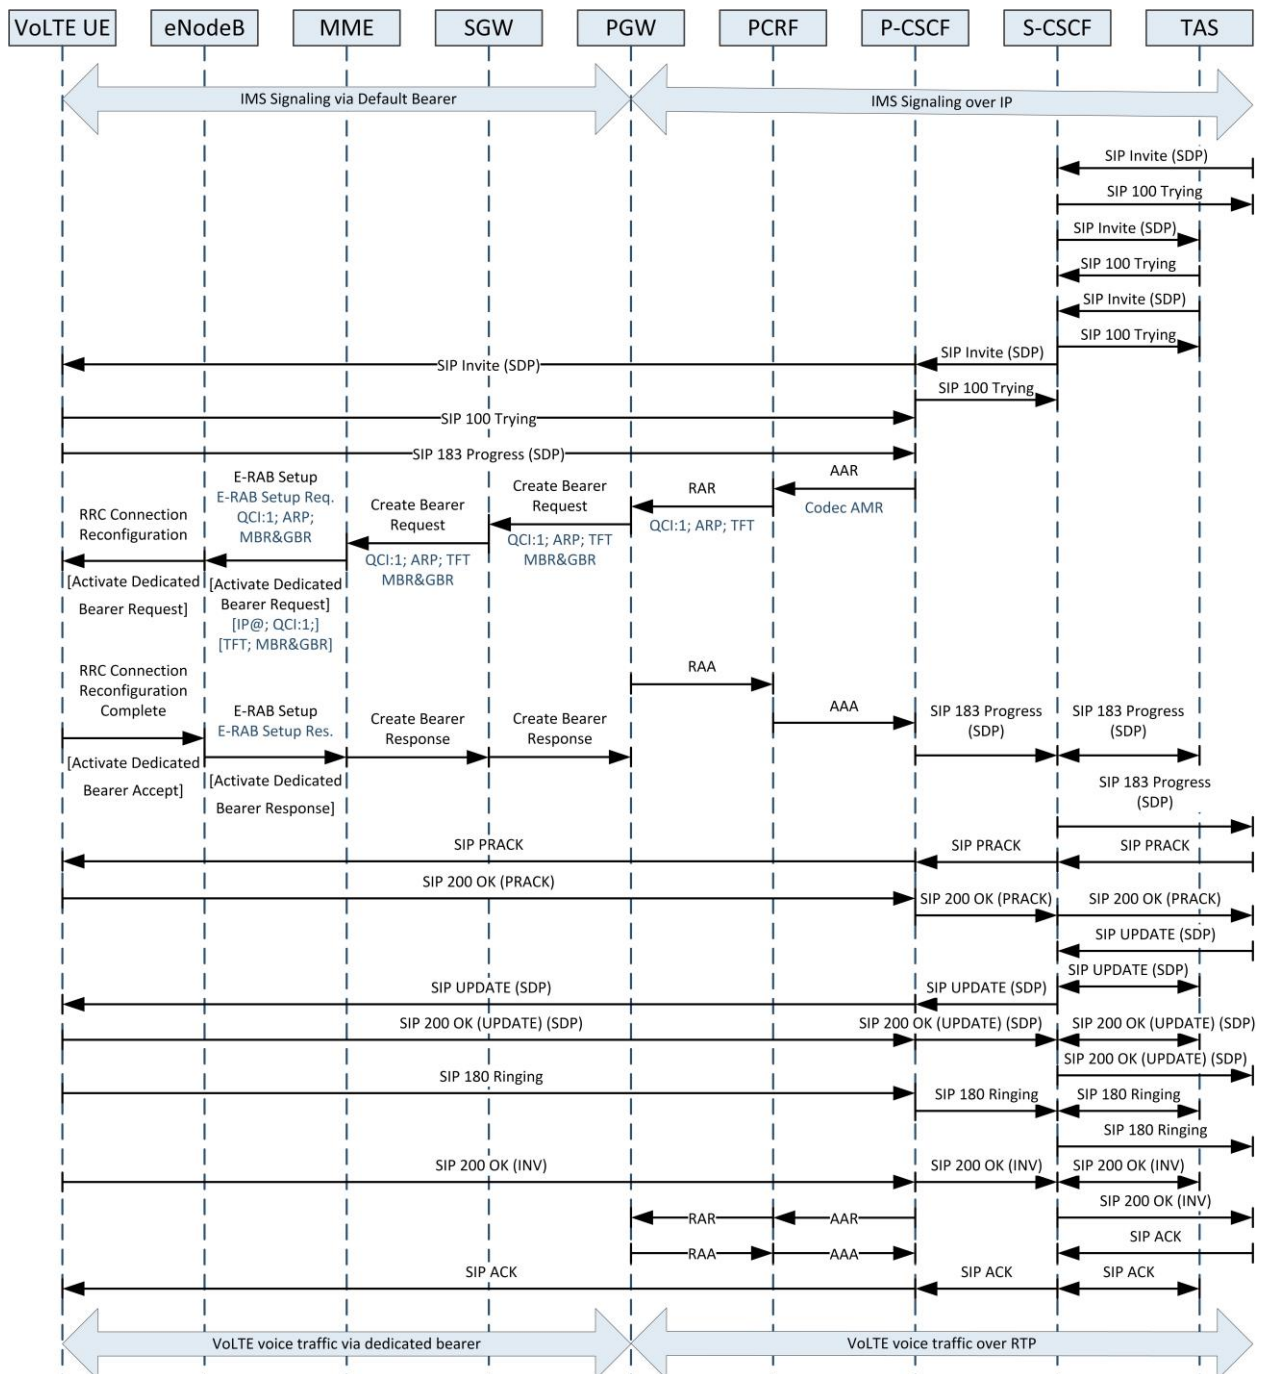 VoLTE UE
eNodeB
MME
SGW
PGW
PCRF
P-CSCF
S-CSCF
TAS
IMS Signaling via Default Bearer
IMS Signaling over IP
SIP Invite (SDP)
SIP 100 Trying
SIP Invite (SDP)
SIP 100 Trying
SIP Invite (SDP)
SIP 100 Trying
SIP Invite (SDP)
SIP Invite (SDP)
SIP 100 Trying
SIP 100 Trying
SIP 183 Progress (SDP)
AAR
Codec AMR
RAR
QCI:1; ARP; TFT
Create Bearer
Request
QCI:1; ARP; TFT
MBR&GBR
Create Bearer
Request
QCI:1; ARP; TFT
MBR&GBR
E-RAB Setup
E-RAB Setup Req.
QCI:1; ARP;
MBR&GBR
[Activate Dedicated
Bearer Request]
[IP@; QCI:1;]
[TFT; MBR&GBR]
RRC Connection
Reconfiguration
[Activate Dedicated
Bearer Request]
RAA
AAA
RRC Connection
Reconfiguration
Complete
[Activate Dedicated
Bearer Accept]
E-RAB Setup
E-RAB Setup Res.
[Activate Dedicated
Bearer Response]
Create Bearer
Response
Create Bearer
Response
SIP 183 Progress
(SDP)
SIP 183 Progress
(SDP)
SIP 183 Progress
(SDP)
SIP PRACK
SIP PRACK
SIP PRACK
SIP 200 OK (PRACK)
SIP 200 OK (PRACK)
SIP 200 OK (PRACK)
SIP UPDATE (SDP)
SIP UPDATE (SDP)
SIP UPDATE (SDP)
SIP UPDATE (SDP)
SIP 200 OK (UPDATE) (SDP)
SIP 200 OK (UPDATE) (SDP)
SIP 200 OK (UPDATE) (SDP)
SIP 200 OK (UPDATE) (SDP)
SIP 180 Ringing
SIP 180 Ringing
SIP 180 Ringing
SIP 180 Ringing
SIP 200 OK (INV)
SIP 200 OK (INV)
SIP 200 OK (INV)
SIP 200 OK (INV)
RAR
AAR
SIP ACK
RAA
AAA
SIP ACK
SIP ACK
SIP ACK
VoLTE voice traffic via dedicated bearer
VoLTE voice traffic over RTP